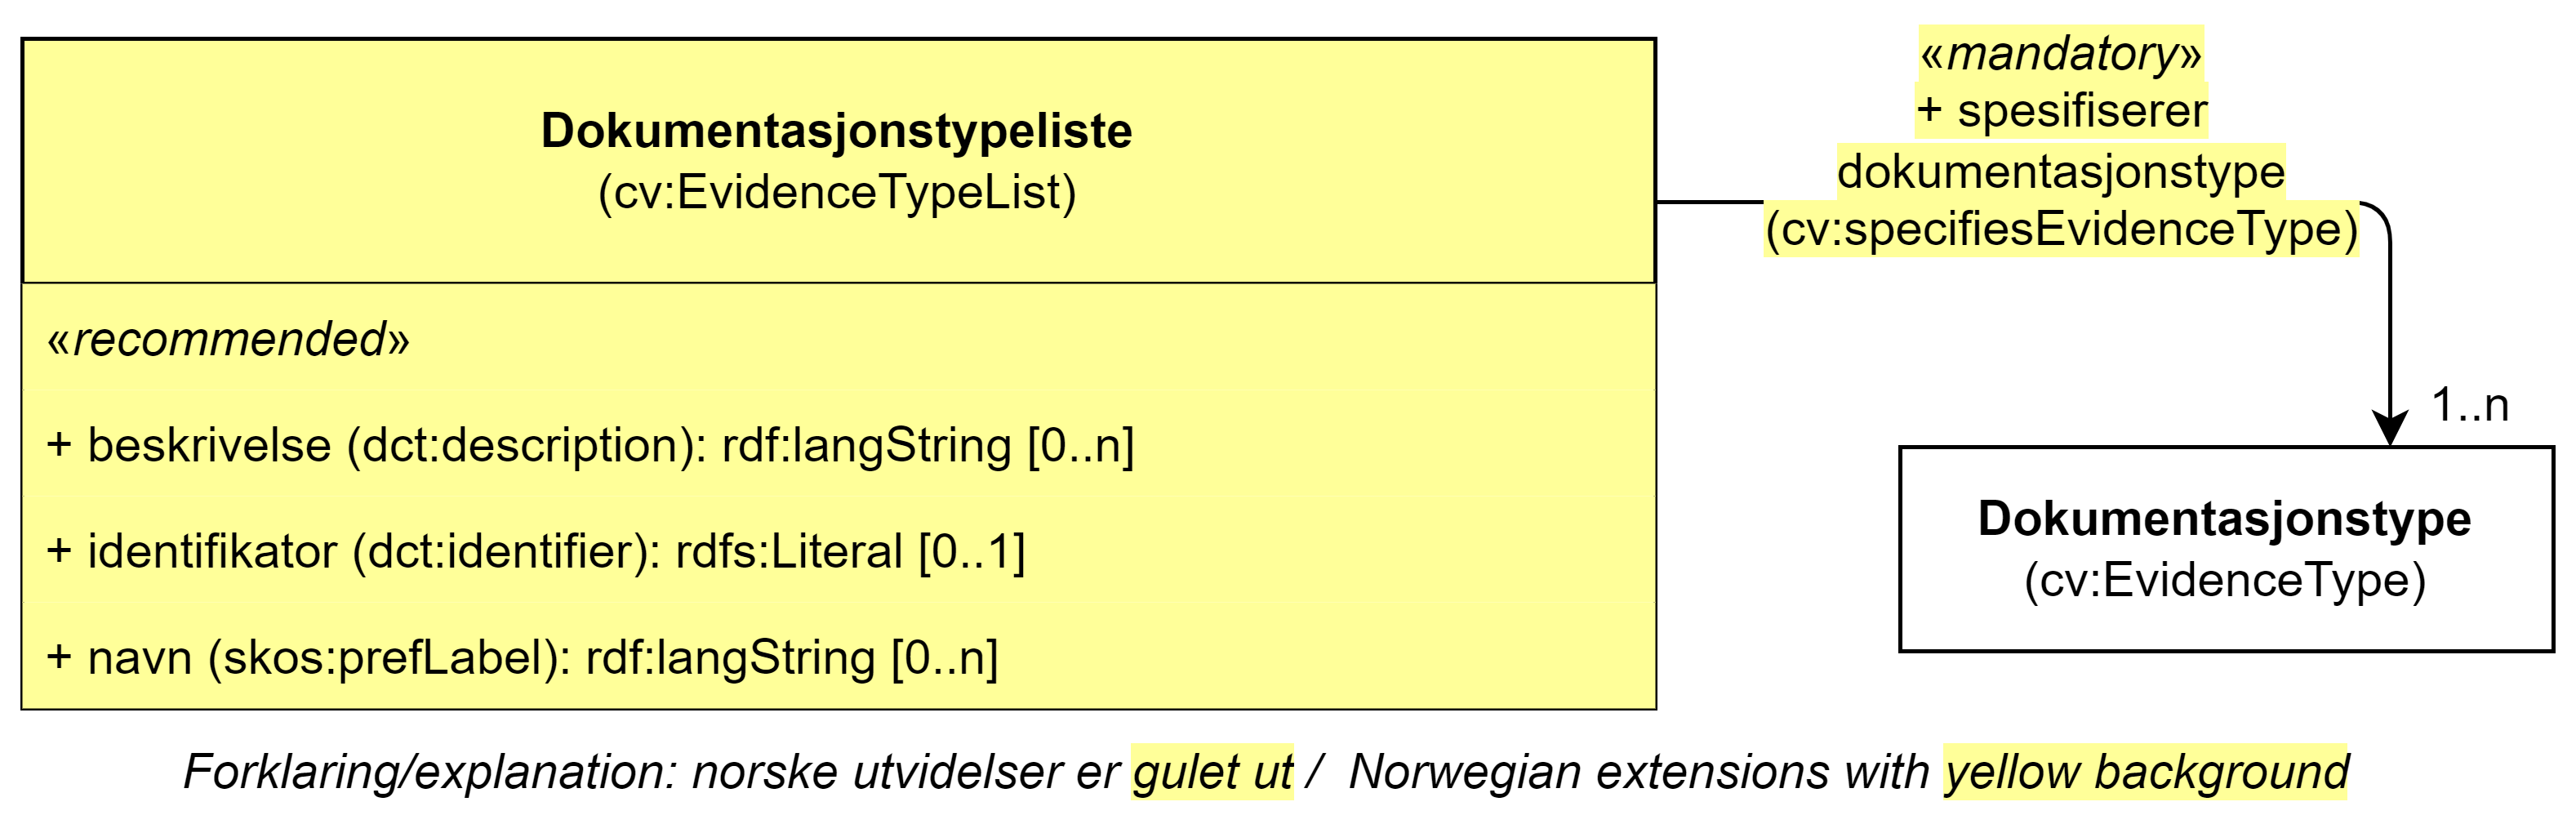 Dokumentasjonstypeliste
(cv:EvidenceTypeList)
«recommended»
+ beskrivelse (dct:description): rdf:langString [0..n]
+ identifikator (dct:identifier): rdfs:Literal [0..1]
+ navn (skos:prefLabel): rdf:langString [0..n]
«mandatory»
+ spesifiserer
dokumentasjonstype
(cv:specifiesEvidenceType)
1..n
Dokumentasjonstype
(cv:EvidenceType)
Forklaring/explanation: norske utvidelser er gulet ut / Norwegian extensions with yellow background